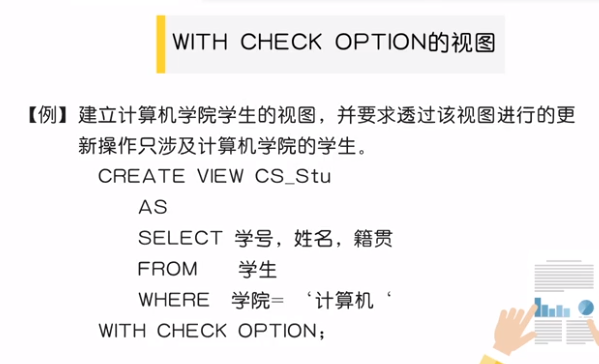 WITH CHECK OPTION的视图
【例】建立计算机学院学生的视图，并要求透过该视图进行的更
新操作只涉及计算机学院的学生。
CREATE VIEW CS_Stu
AS
SELECT 学号，姓名，籍贯
FROM 学生
WHERE 学院= ‘计算机‘
WITH CHECK OPTION；